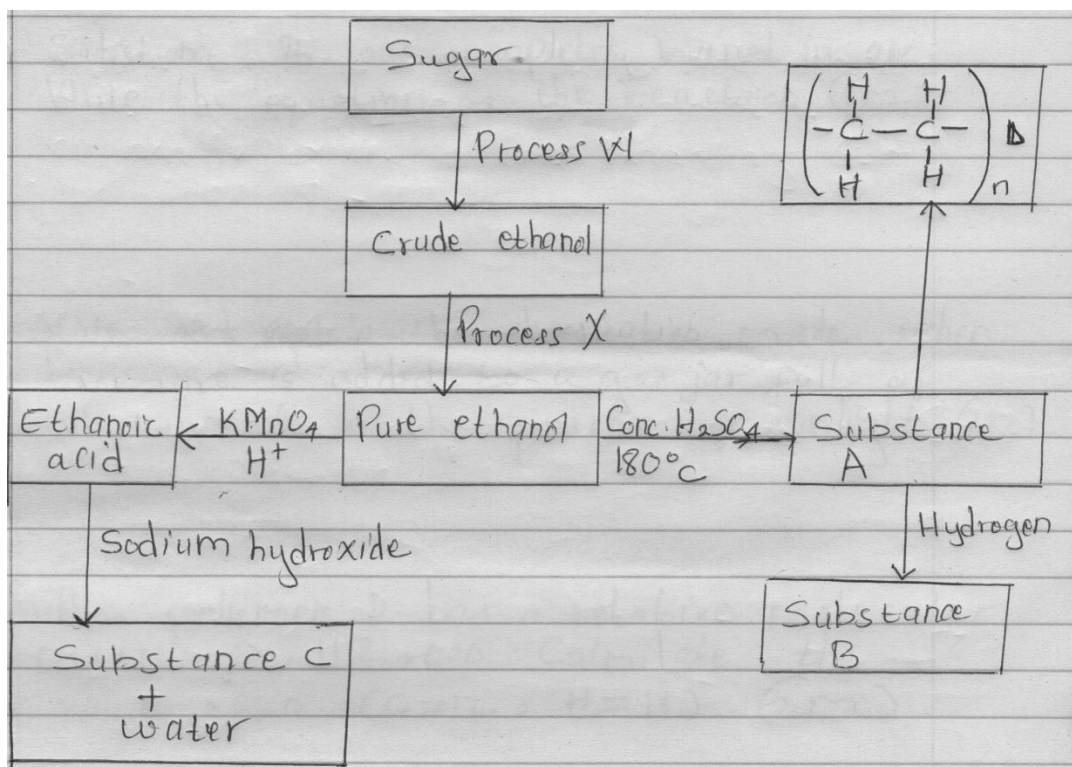 Sugar.
Process W
Crude ethanol
Process X
Ethanoic acid
KMnO₄
H⁺
Pure ethanol
Conc. H₂SO₄
180°C
Substance
A
H H
-C-C-
H H
n
D
Sodium hydroxide
Hydrogen
Substance C
+
water
Substance
B